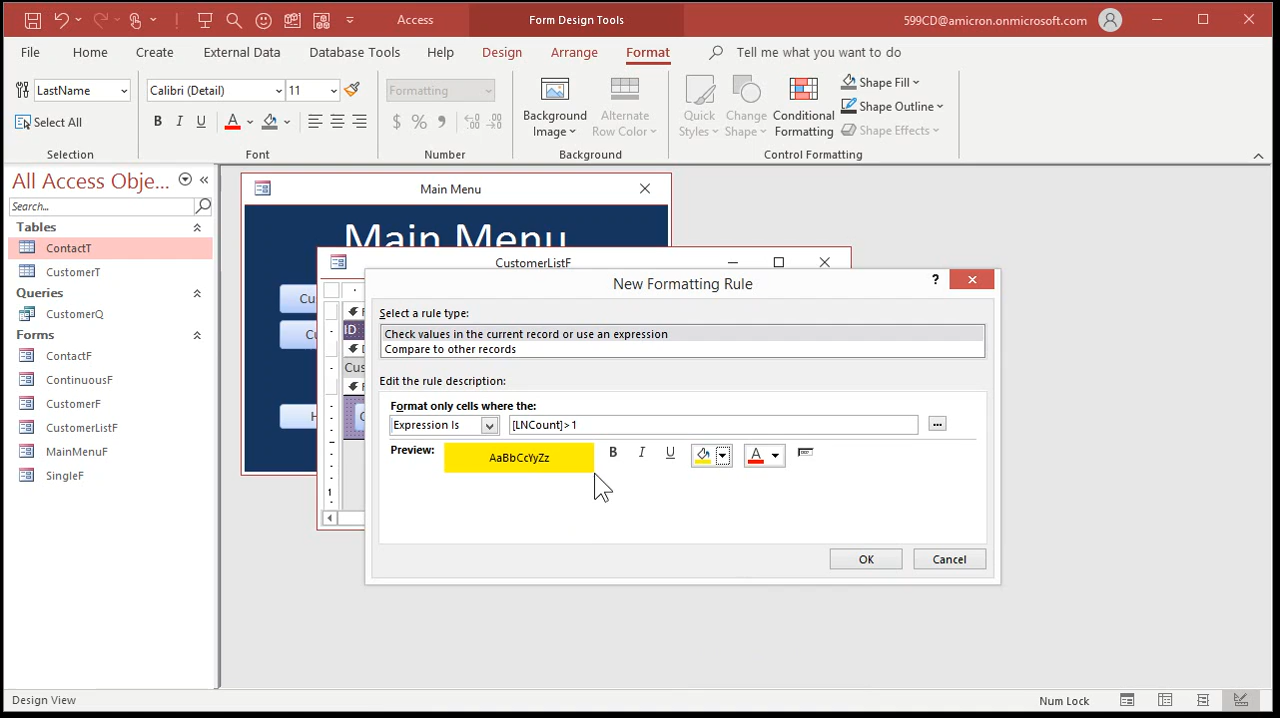 Access
Form Design Tools
599CD@amicron.onmicrosoft.com
File
Home
Create
External Data
Database Tools
Help
Design
Arrange
Format
Tell me what you want to do
LastName
Select All
Selection
Calibri (Detail)
11
B I U A
Font
Formatting
$ % 9
Number
Background Image
Alternate Row Color
Background
Quick Styles
Change Shape
Conditional Formatting
Shape Fill
Shape Outline
Shape Effects
Control Formatting
All Access Obje...
Search...
Tables
ContactT
CustomerT
Queries
CustomerQ
Forms
ContactF
ContinuousF
CustomerF
CustomerListF
MainMenuF
SingleF
Main Menu
Main Menu
Cu
Cu
H
CustomerListF
F
ID
D
Cus
F
C
1
New Formatting Rule
?
Select a rule type:
Check values in the current record or use an expression
Compare to other records
Edit the rule description:
Format only cells where the:
Expression Is
[LNCount]>1
...
Preview:
AaBbCcYyZz
B I U A
OK
Cancel
Design View
Num Lock